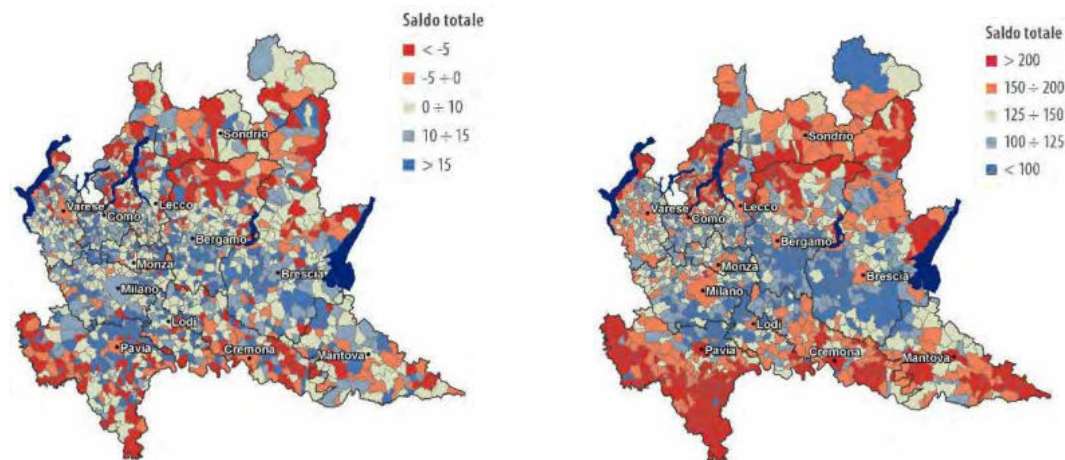 Saldo totale
< -5
-5 ÷ 0
0 ÷ 10
10 ÷ 15
> 15
Sondrio
Varese
Como
Lecco
Bergamo
Monza
Brescia
Milano
Lodi
Pavia
Cremona
Mantova
Saldo totale
> 200
150 ÷ 200
125 ÷ 150
100 ÷ 125
< 100
Sondrio
Varese
Como
Lecco
Bergamo
Monza
Brescia
Milano
Lodi
Pavia
Cremona
Mantova